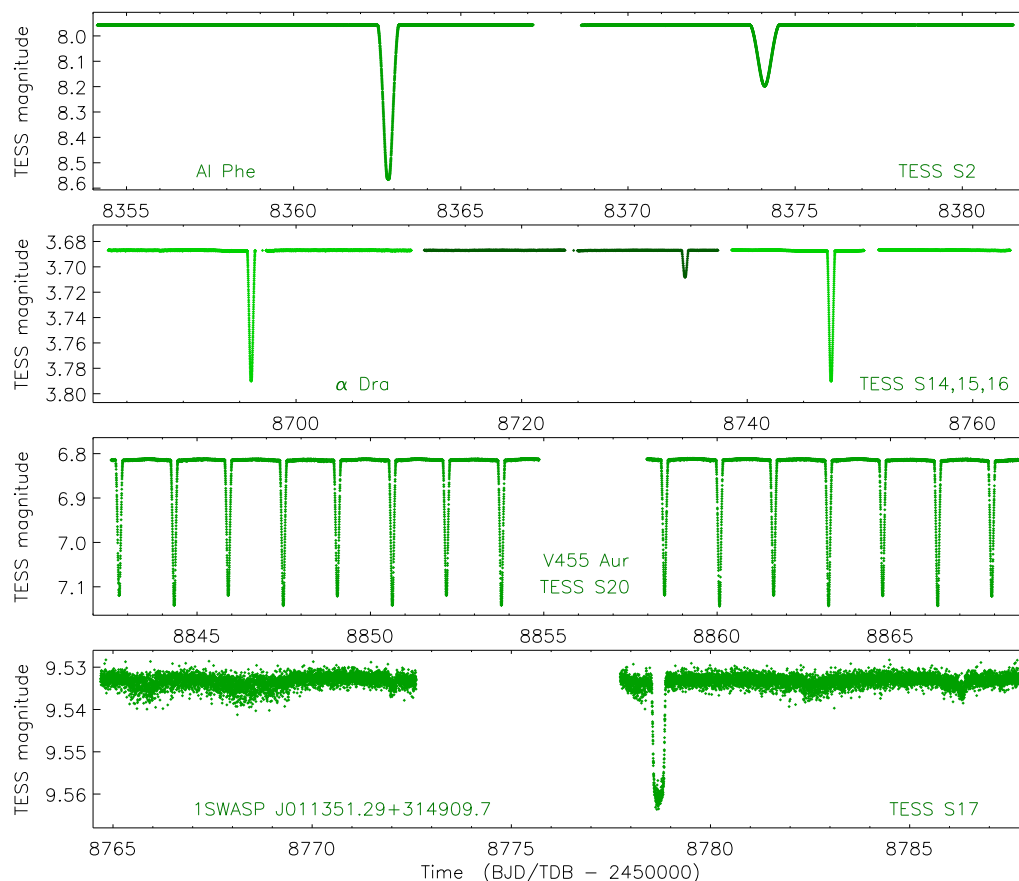 TESS magnitude
8.0
8.1
8.2
8.3
8.4
8.5
8.6
AI Phe
TESS S2
8355 8360 8365 8370 8375 8380
TESS magnitude
3.68
3.70
3.72
3.74
3.76
3.78
3.80
α Dra
TESS S14,15,16
8700 8720 8740 8760
TESS magnitude
6.8
6.9
7.0
7.1
V455 Aur
TESS S20
8845 8850 8855 8860 8865
TESS magnitude
9.53
9.54
9.55
9.56
1SWASP J011351.29+314909.7
TESS S17
8765 8770 8775 8780 8785
Time (BJD/TDB − 2450000)